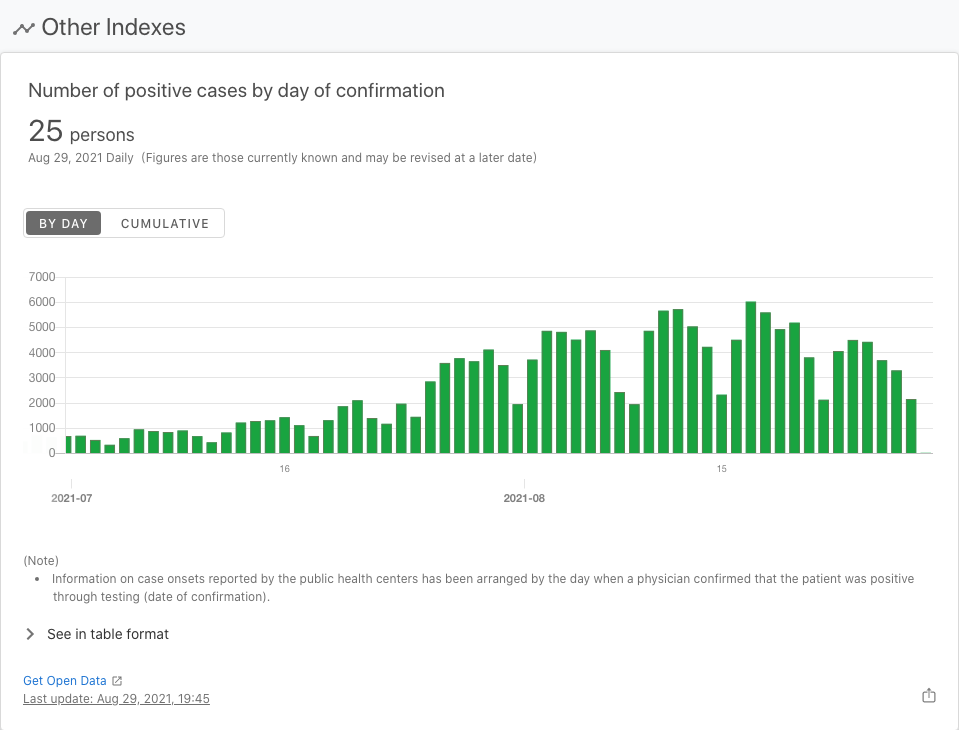 Other Indexes
Number of positive cases by day of confirmation
25 persons
Aug 29, 2021 Daily (Figures are those currently known and may be revised at a later date)
BY DAY CUMULATIVE
7000
6000
5000
4000
3000
2000
1000
0
16 15
2021-07 2021-08
(Note)
• Information on case onsets reported by the public health centers has been arranged by the day when a physician confirmed that the patient was positive
through testing (date of confirmation).
See in table format
Get Open Data
Last update: Aug 29, 2021, 19:45